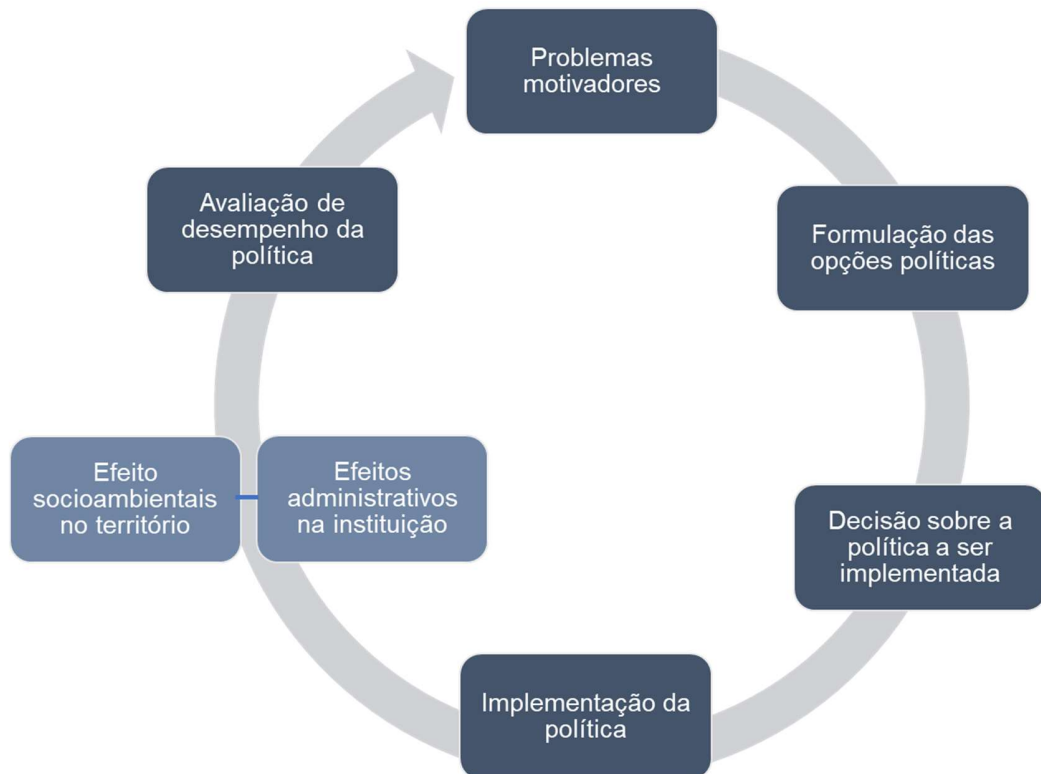 Problemas
motivadores
Formulação das
opções políticas
Decisão sobre a
política a ser
implementada
Implementação da
política
Efeito
socioambientais
no território
Efeitos
administrativos
na instituição
Avaliação de
desempenho da
política